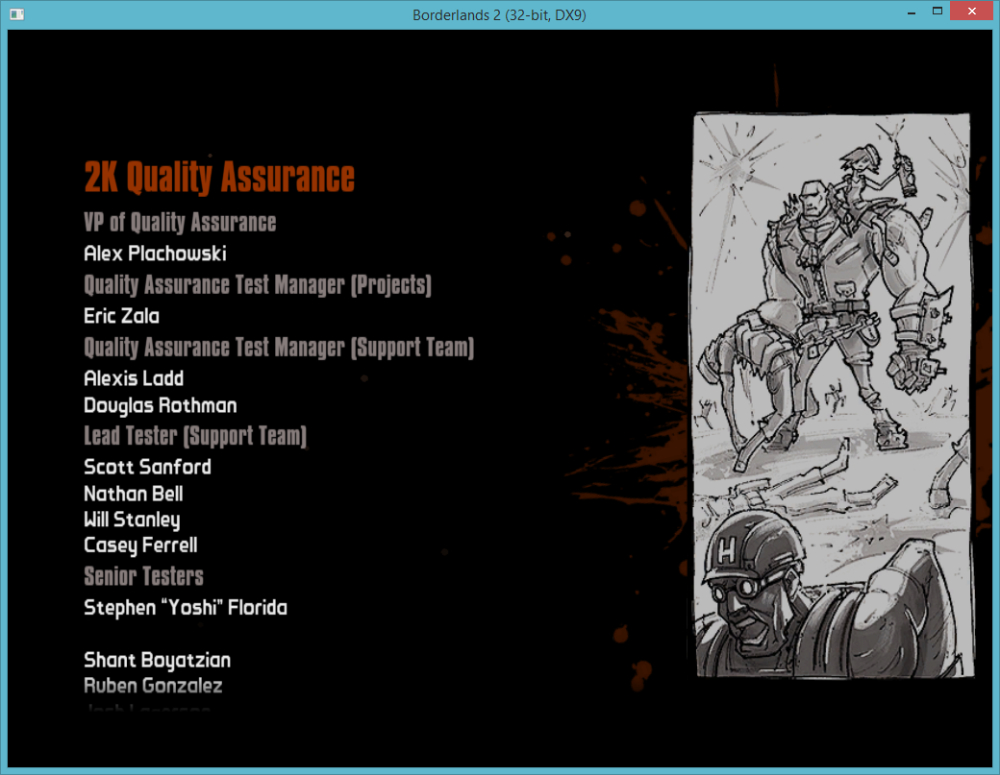 Borderlands 2 (32-bit, DX9)
2K Quality Assurance
VP of Quality Assurance
Alex Plachowski
Quality Assurance Test Manager (Projects)
Eric Zala
Quality Assurance Test Manager (Support Team)
Alexis Ladd
Douglas Rothman
Lead Tester (Support Team)
Scott Sanford
Nathan Bell
Will Stanley
Casey Ferrell
Senior Testers
Stephen “Yoshi” Florida
Shant Boyatzian
Ruben Gonzalez
H